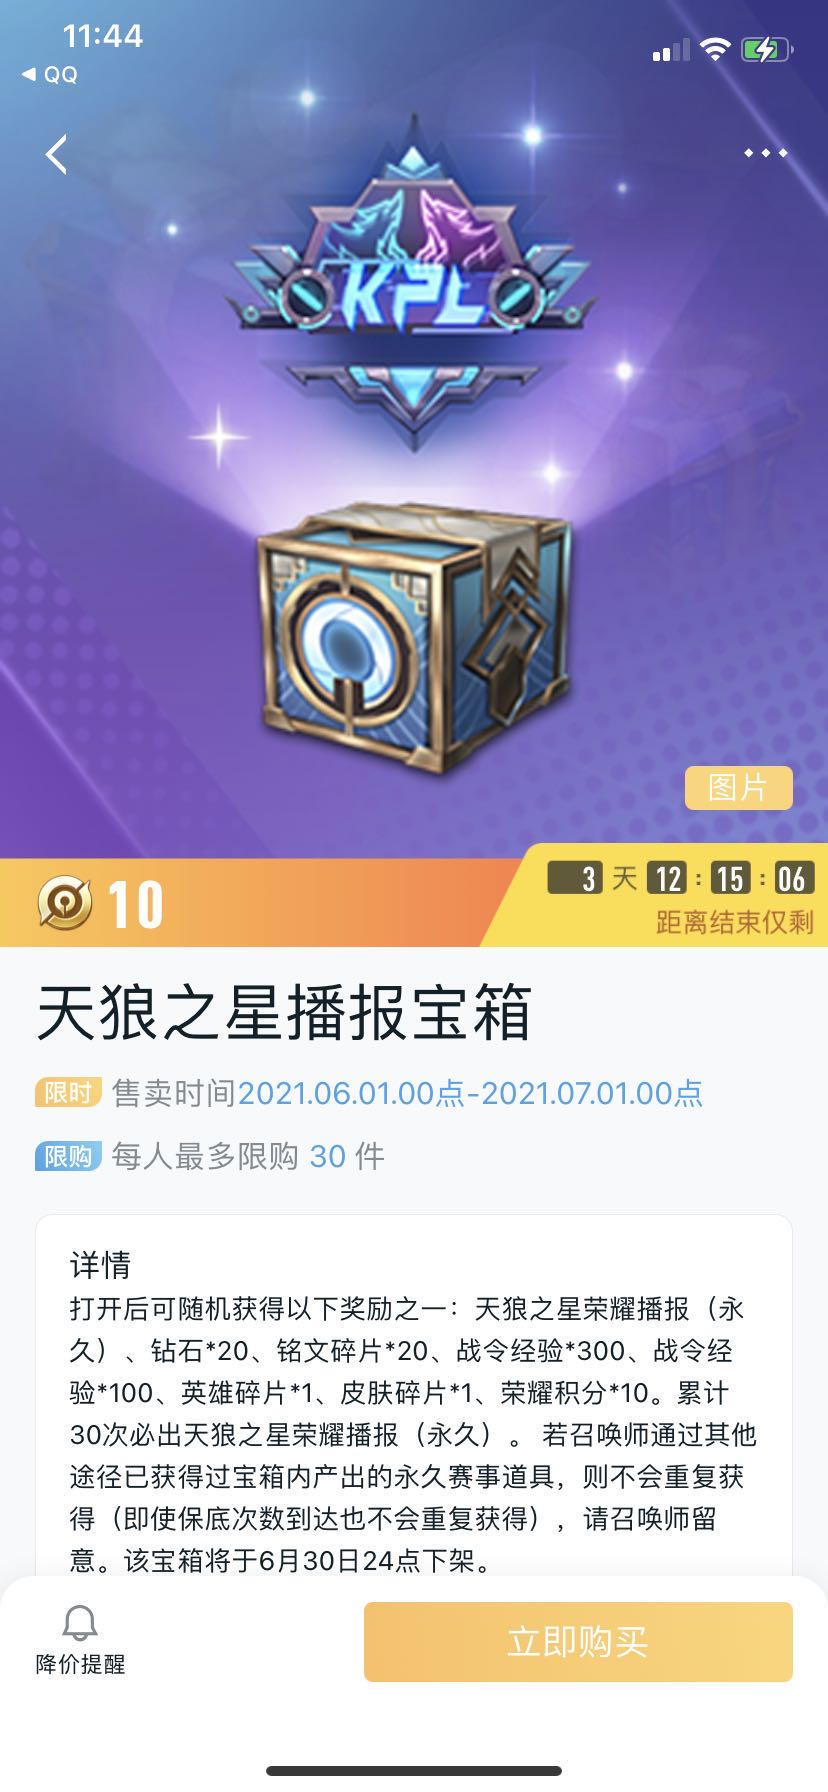 11:44
QQ
KPL
图片
10
3 天 12 : 15 : 06
距离结束仅剩
天狼之星播报宝箱
限时 售卖时间2021.06.01.00点-2021.07.01.00点
限购 每人最多限购 30 件
详情
打开后可随机获得以下奖励之一：天狼之星荣耀播报（永
久）、钻石*20、铭文碎片*20、战令经验*300、战令经
验*100、英雄碎片*1、皮肤碎片*1、荣耀积分*10。累计
30次必出天狼之星荣耀播报（永久）。 若召唤师通过其他
途径已获得过宝箱内产出的永久赛事道具，则不会重复获
得（即使保底次数到达也不会重复获得），请召唤师留
意。该宝箱将于6月30日24点下架。
降价提醒
立即购买